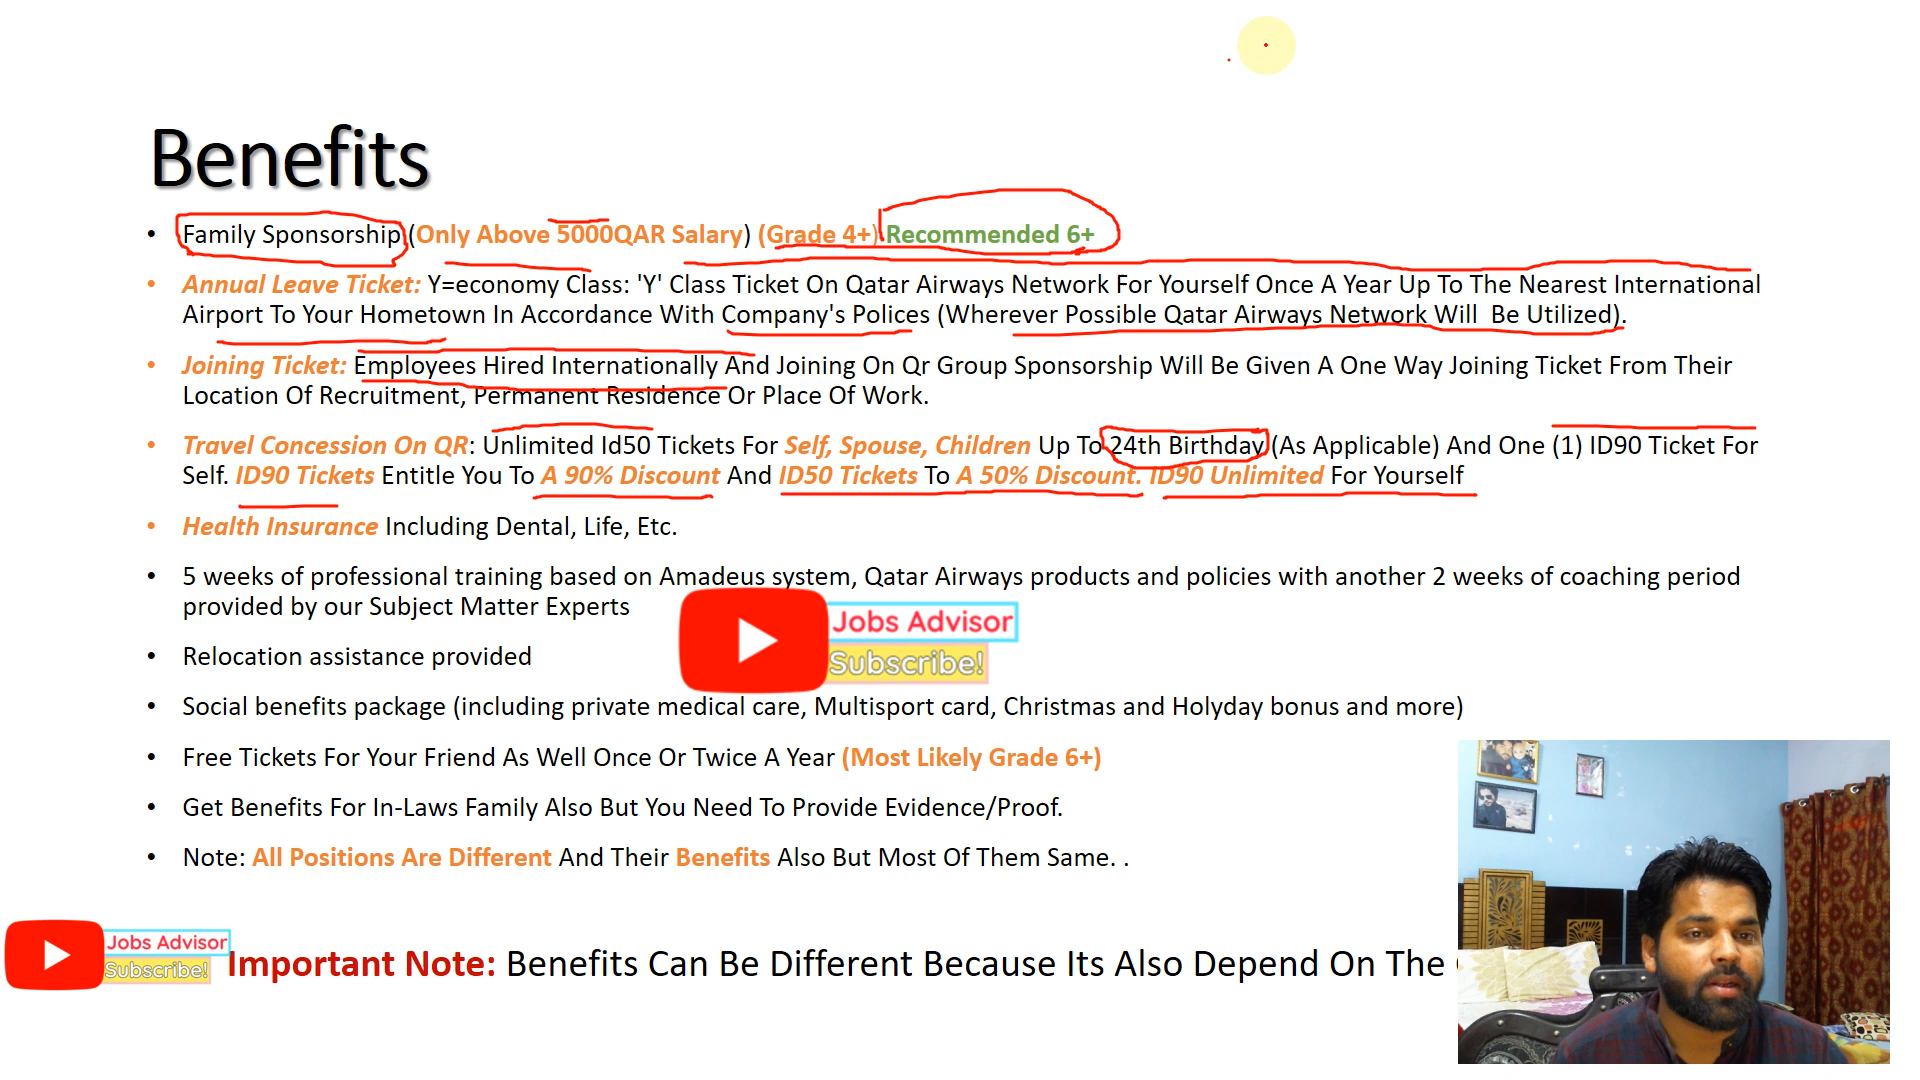 Benefits
• Family Sponsorship (Only Above 5000QAR Salary) (Grade 4+) Recommended 6+
• Annual Leave Ticket: Y=economy Class: 'Y' Class Ticket On Qatar Airways Network For Yourself Once A Year Up To The Nearest International
Airport To Your Hometown In Accordance With Company's Polices (Wherever Possible Qatar Airways Network Will Be Utilized).
• Joining Ticket: Employees Hired Internationally And Joining On Qr Group Sponsorship Will Be Given A One Way Joining Ticket From Their
Location Of Recruitment, Permanent Residence Or Place Of Work.
• Travel Concession On QR: Unlimited Id50 Tickets For Self, Spouse, Children Up To 24th Birthday (As Applicable) And One (1) ID90 Ticket For
Self. ID90 Tickets Entitle You To A 90% Discount And ID50 Tickets To A 50% Discount. ID90 Unlimited For Yourself
• Health Insurance Including Dental, Life, Etc.
• 5 weeks of professional training based on Amadeus system, Qatar Airways products and policies with another 2 weeks of coaching period
provided by our Subject Matter Experts
Jobs Advisor
Subscribe!
• Relocation assistance provided
• Social benefits package (including private medical care, Multisport card, Christmas and Holyday bonus and more)
• Free Tickets For Your Friend As Well Once Or Twice A Year (Most Likely Grade 6+)
• Get Benefits For In-Laws Family Also But You Need To Provide Evidence/Proof.
• Note: All Positions Are Different And Their Benefits Also But Most Of Them Same. .
Jobs Advisor
Subscribe!
Important Note: Benefits Can Be Different Because Its Also Depend On The